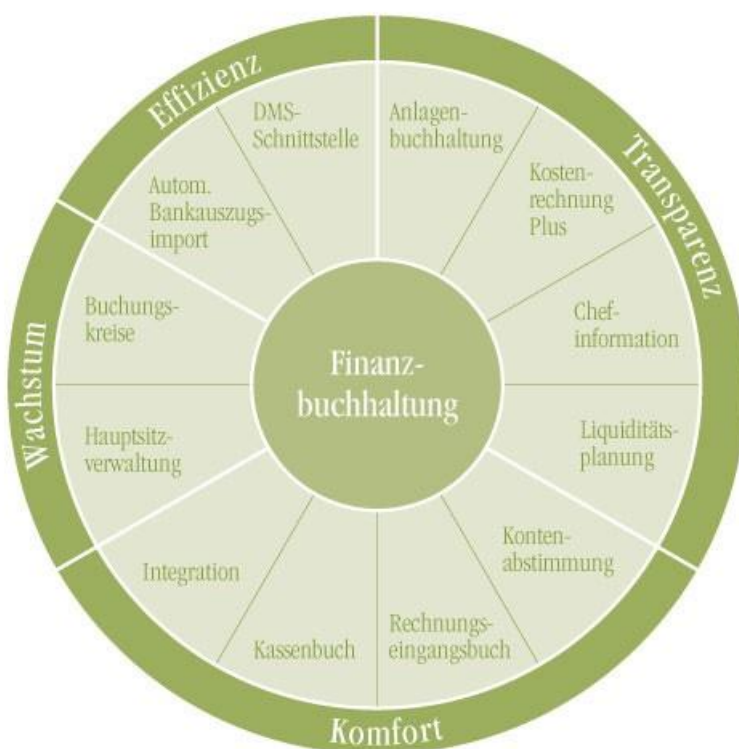 Effizienz
DMS-
Schnittstelle
Autom.
Bankauszugs-
import
Transparenz
Anlagen-
buchhaltung
Kosten-
rechnung
Plus
Chef-
information
Liquiditäts-
planung
Wachstum
Buchungs-
kreise
Hauptsitz-
verwaltung
Finanz-
buchhaltung
Komfort
Konten-
abstimmung
Rechnungs-
eingangsbuch
Kassenbuch
Integration